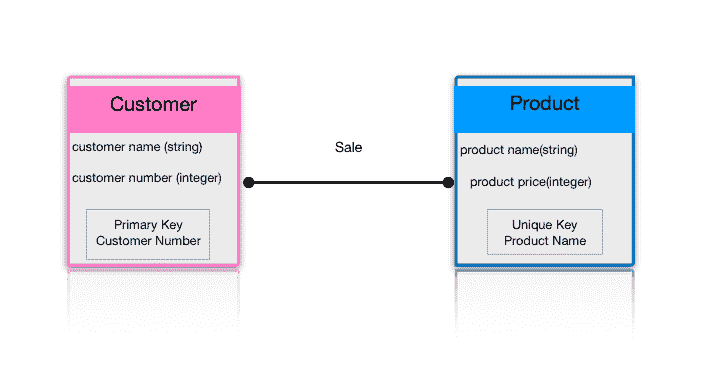 Customer
customer name (string)
customer number (integer)
Primary Key
Customer Number
Sale
Product
product name(string)
product price(integer)
Unique Key
Product Name